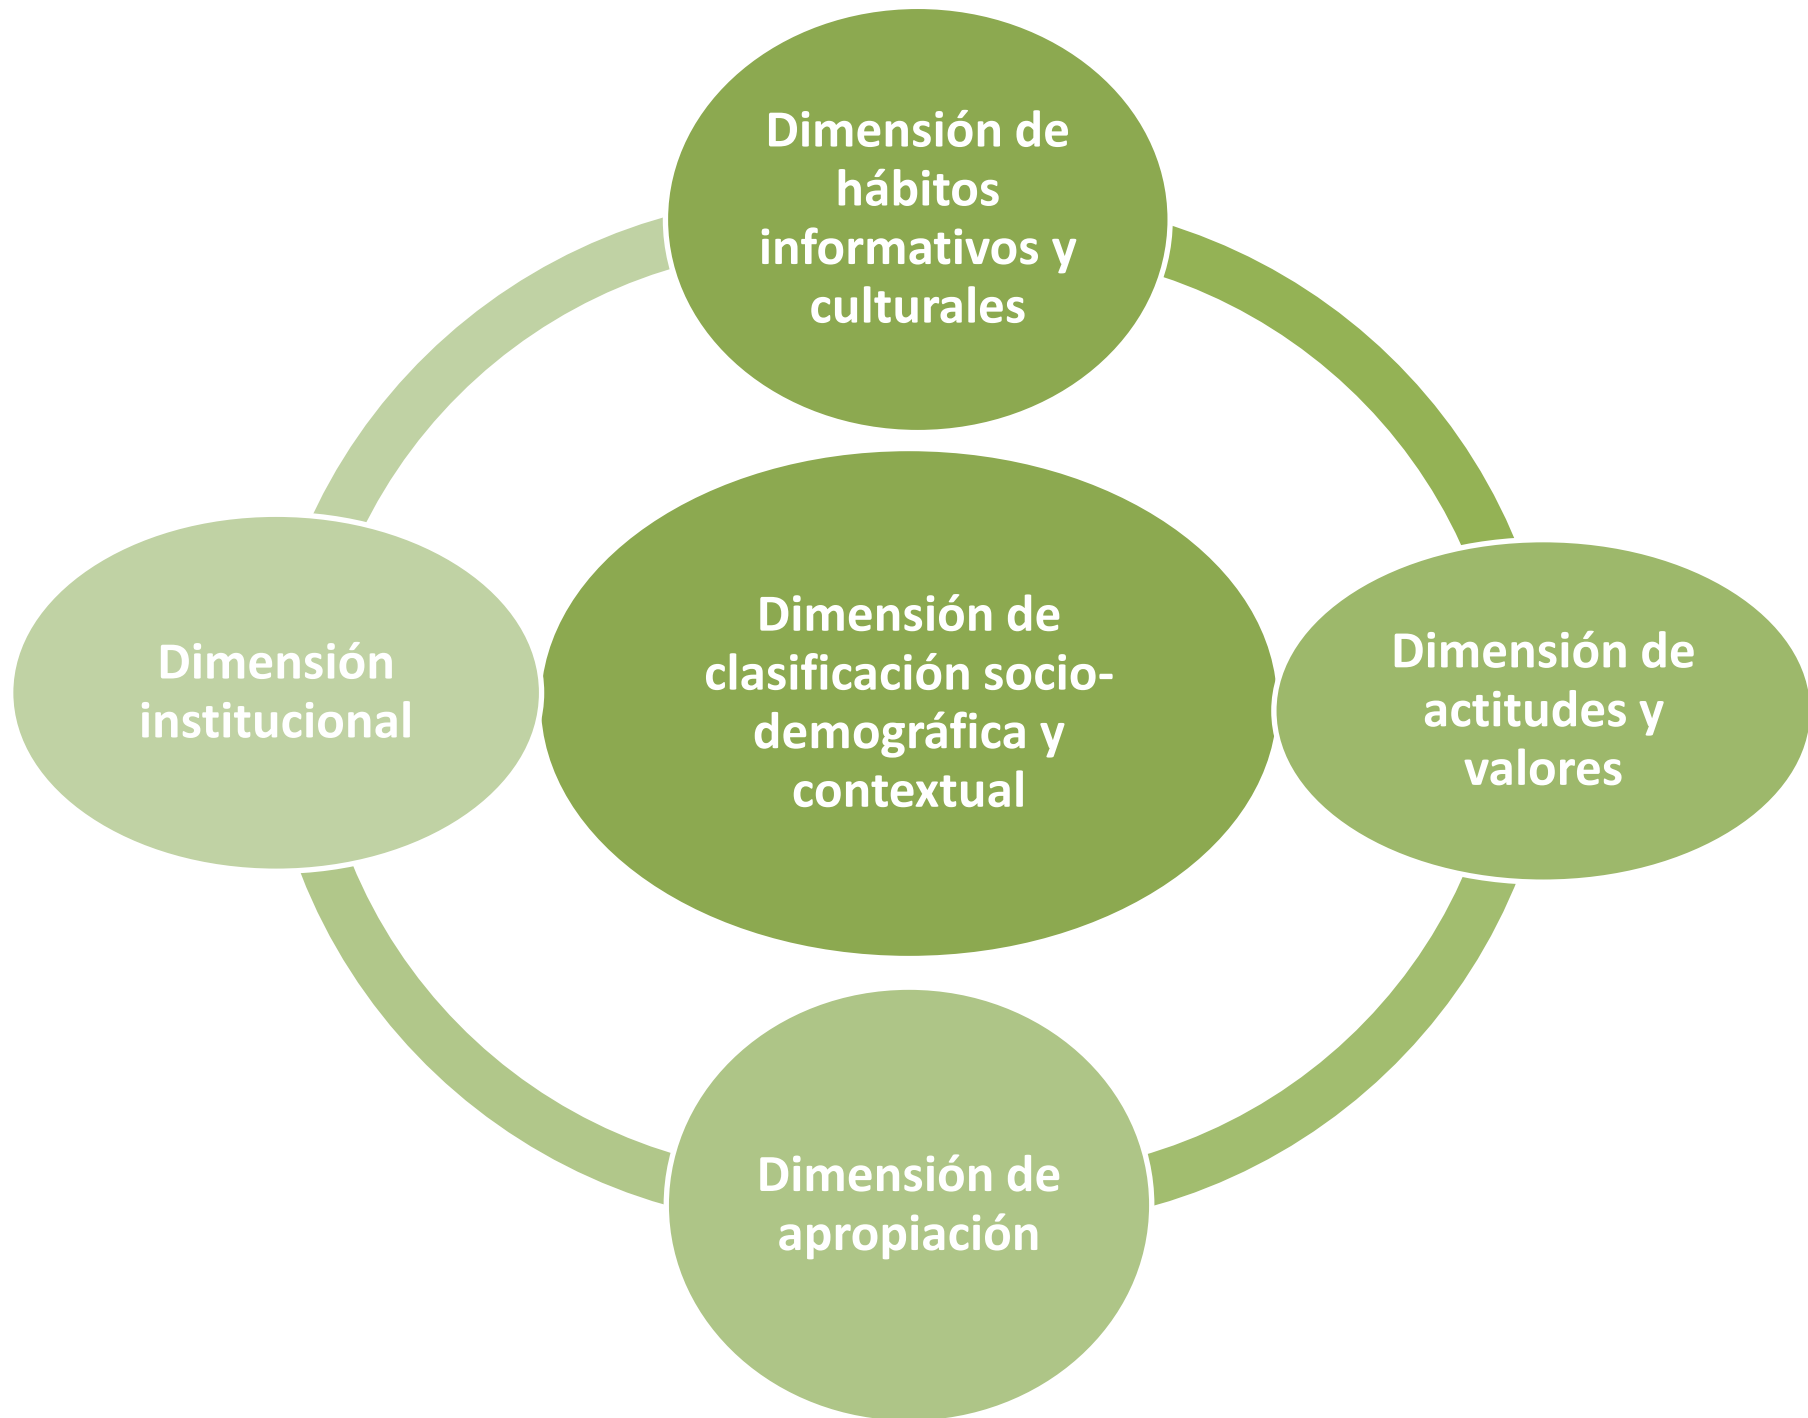 Dimensión de
hábitos
informativos y
culturales
Dimensión
institucional
Dimensión de
clasificación socio-
demográfica y
contextual
Dimensión de
actitudes y
valores
Dimensión de
apropiación